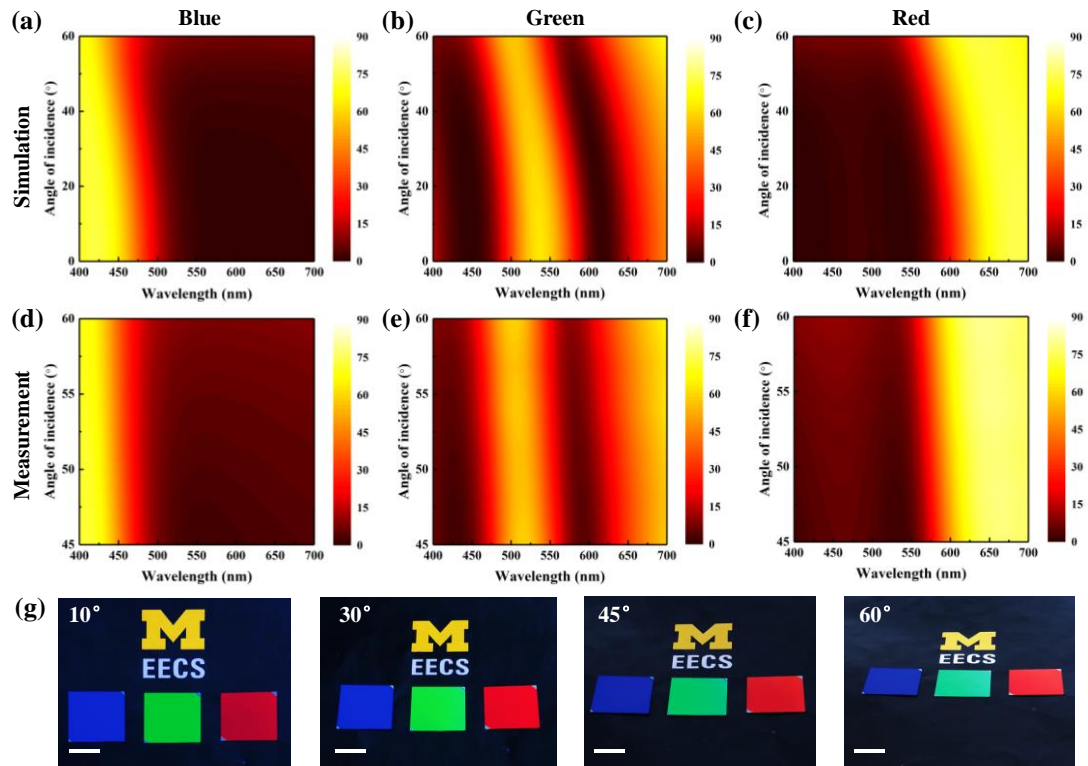 Blue
Green
Red
Simulation
Measurement
(a)
Angle of incidence (°)
60
40
20
0
400 450 500 550 600 650 700
Wavelength (nm)
90
75
60
45
30
15
0
(b)
Angle of incidence (°)
60
40
20
0
400 450 500 550 600 650 700
Wavelength (nm)
90
75
60
45
30
15
0
(c)
Angle of incidence (°)
60
40
20
0
400 450 500 550 600 650 700
Wavelength (nm)
90
75
60
45
30
15
0
(d)
Angle of incidence (°)
60
55
50
45
400 450 500 550 600 650 700
Wavelength (nm)
90
75
60
45
30
15
0
(e)
Angle of incidence (°)
60
55
50
45
400 450 500 550 600 650 700
Wavelength (nm)
90
75
60
45
30
15
0
(f)
Angle of incidence (°)
60
55
50
45
400 450 500 550 600 650 700
Wavelength (nm)
90
75
60
45
30
15
0
(g)
10°
M
EECS
30°
M
EECS
45°
M
EECS
60°
M
EECS